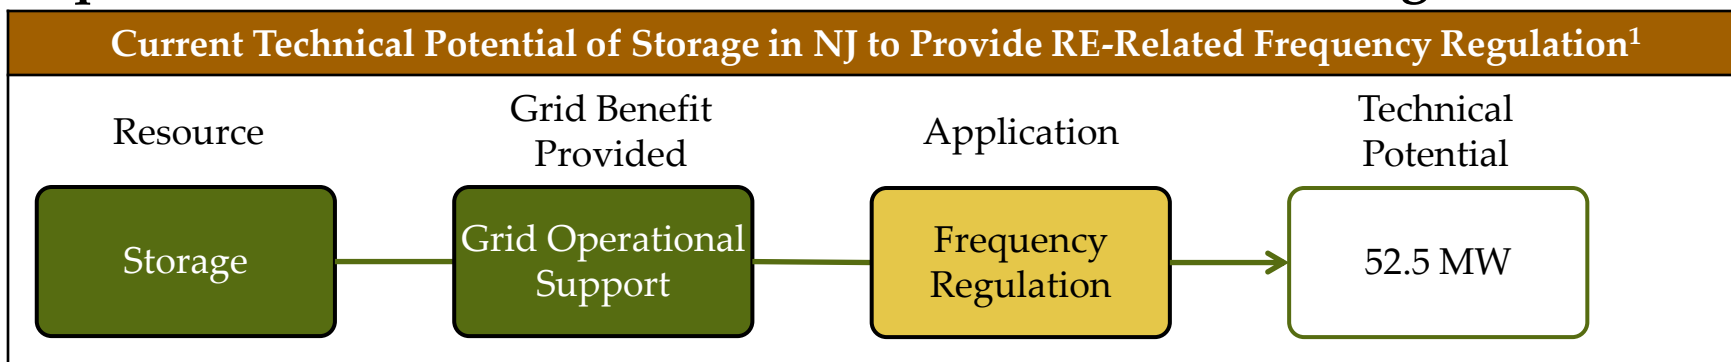 Current Technical Potential of Storage in NJ to Provide RE-Related Frequency Regulation¹
Resource
Grid Benefit
Provided
Application
Technical
Potential
Storage
Grid Operational
Support
Frequency
Regulation
52.5 MW